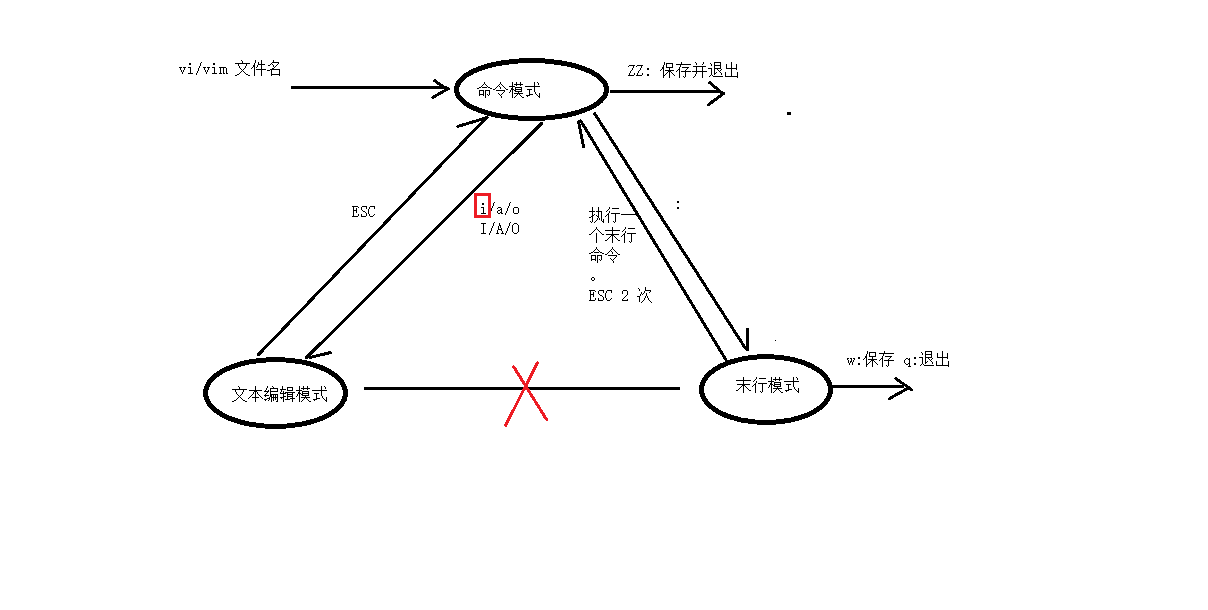 vi/vim 文件名
命令模式
ZZ: 保存并退出
ESC
i/a/o
I/A/O
执行一
个末行
命令
。
ESC 2 次
:
文本编辑模式
末行模式
w:保存 q:退出